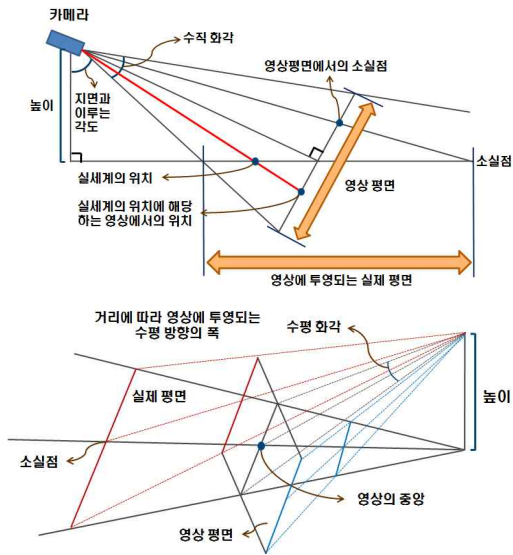 카메라
수직 화각
영상평면에서의 소실점
지면과
이루는
각도
높이
소실점
실세계의 위치
영상 평면
실세계의 위치에 해당
하는 영상에서의 위치
영상에 투영되는 실제 평면
거리에 따라 영상에 투영되는
수평 방향의 폭
수평 화각
실제 평면
높이
소실점
영상의 중앙
영상 평면